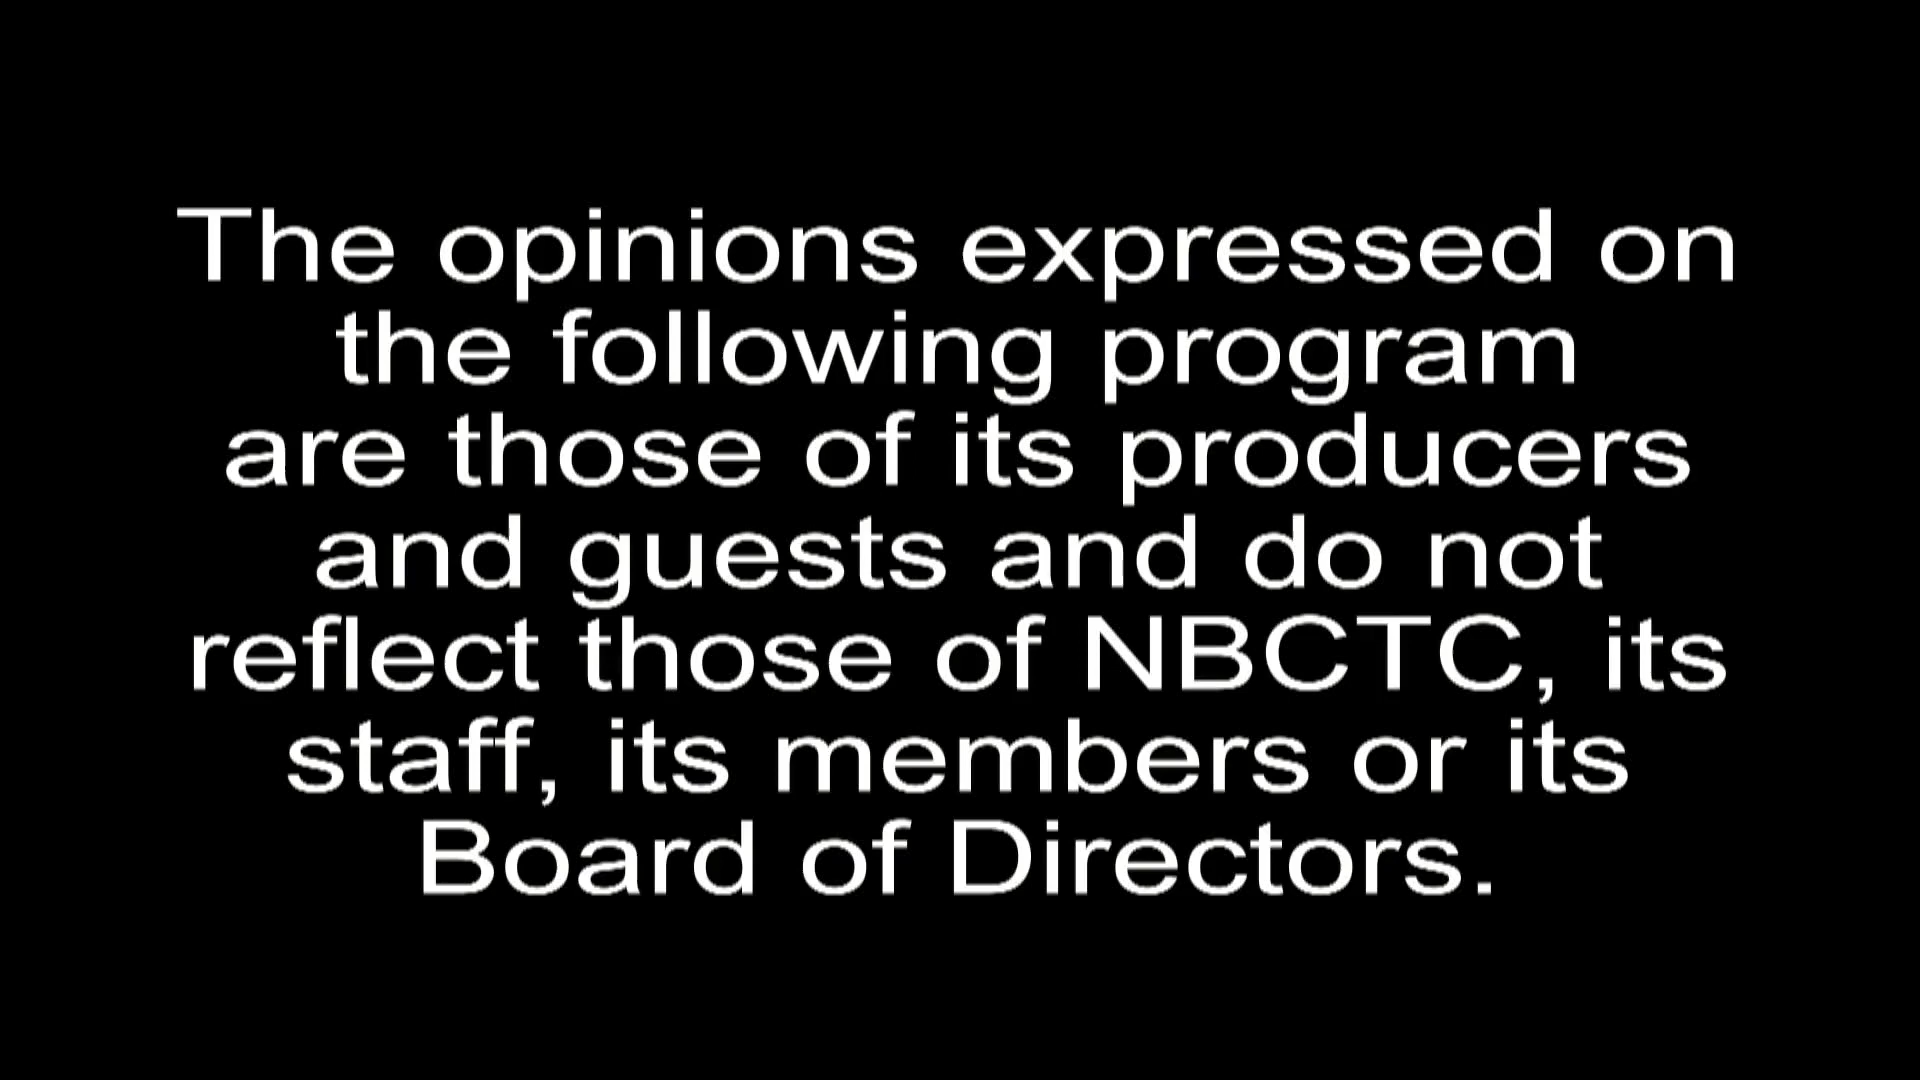 The opinions expressed on
the following program
are those of its producers
and guests and do not
reflect those of NBCTC, its
staff, its members or its
Board of Directors.